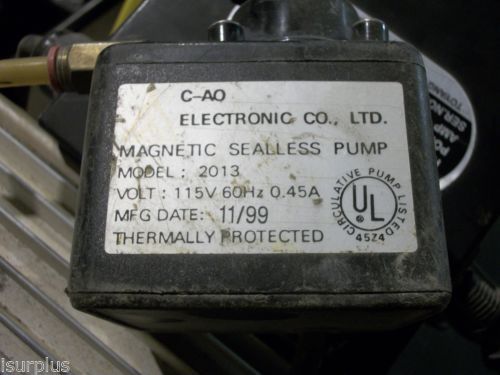 C-AO
ELECTRONIC CO., LTD.
MAGNETIC SEALLESS PUMP
MODEL : 2013
VOLT : 115V 60Hz 0.45A
MFG DATE: 11/99
THERMALLY PROTECTED
CIRCULATIVE PUMP LISTED
UL
®
45Z4
isurplus